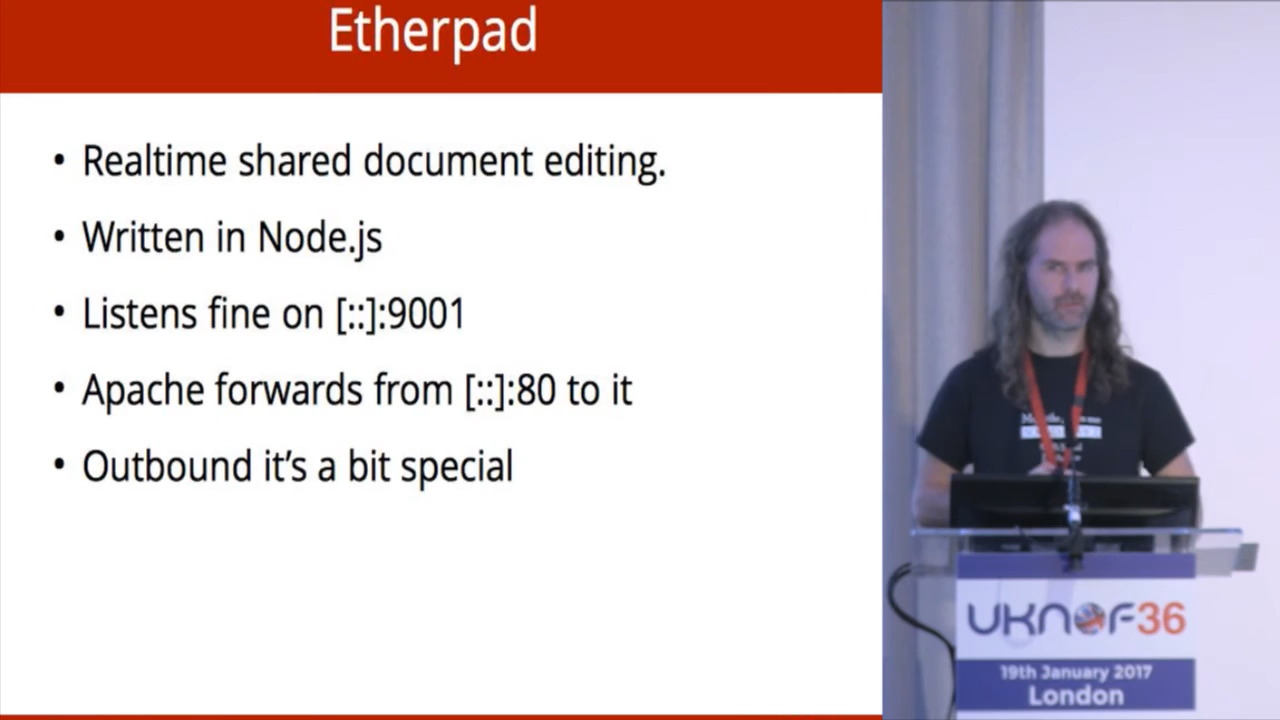 Etherpad
• Realtime shared document editing.
• Written in Node.js
• Listens fine on [::]:9001
• Apache forwards from [::]:80 to it
• Outbound it's a bit special
UKNOF36
19th January 2017
London